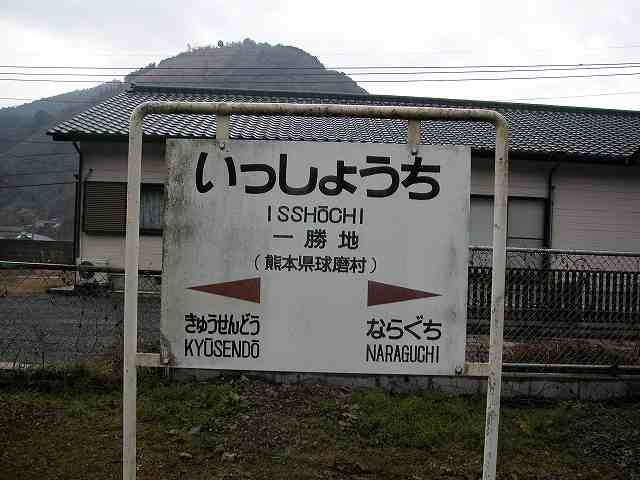 いっしょうち
ISSHŌCHI
一勝地
(熊本県球磨村)
きゅうせんどう
KYŪSENDŌ
ならぐち
NARAGUCHI